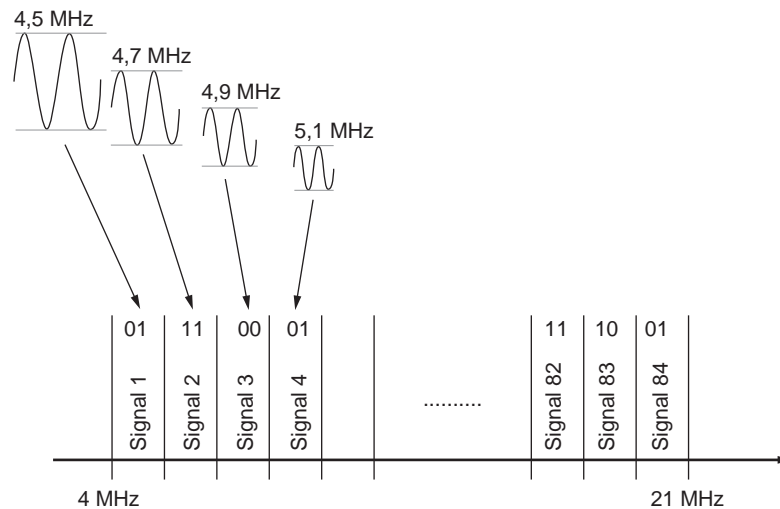 4,5 MHz
4,7 MHz
4,9 MHz
5,1 MHz
01 11 00 01 11 10 01
Signal 1
Signal 2
Signal 3
Signal 4
..........
Signal 82
Signal 83
Signal 84
4 MHz 21 MHz